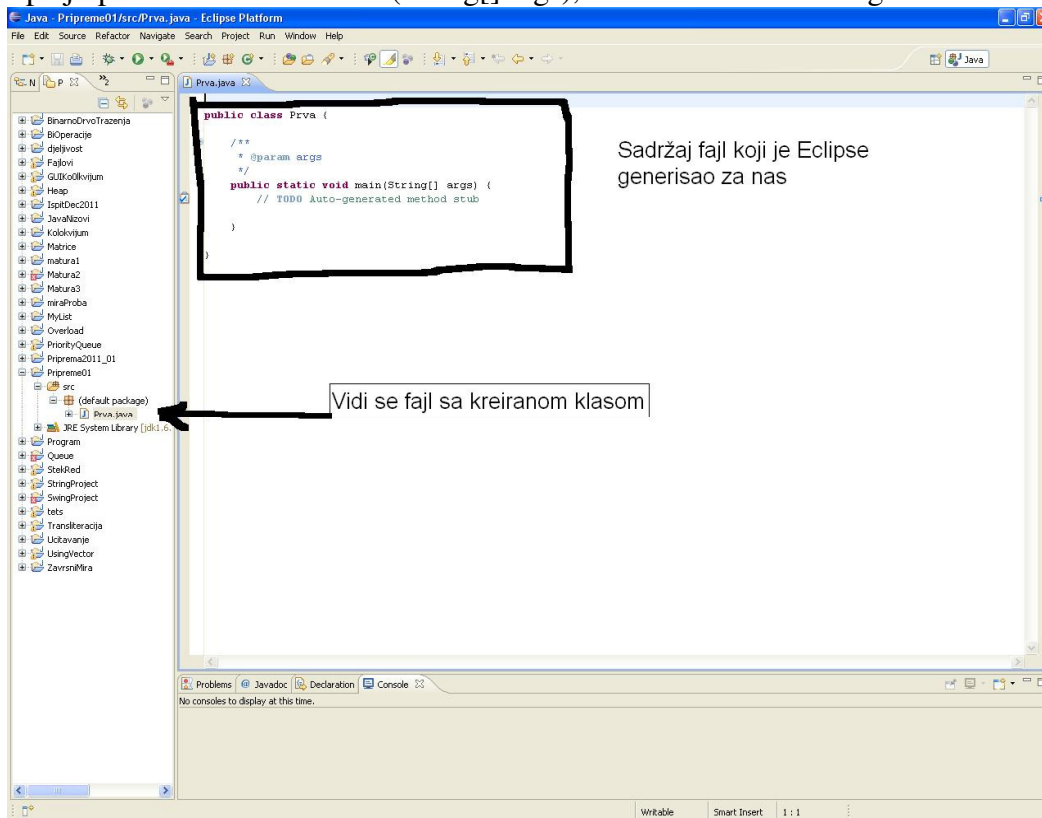 Java - Pripreme01/src/Prva.java - Eclipse Platform
File Edit Source Refactor Navigate Search Project Run Window Help
Java
N P
Prva.java
BinarnoDrvoTrazenja
BiOperacije
djeljivost
Fajlovi
GUIKo0lkvijum
Heap
IspitDec2011
JavaNizovi
Kolokvijum
Matrice
matura1
Matura2
Matura3
miraProba
MyList
Overload
PriorityQueue
Priprema2011_01
Pripreme01
src
(default package)
Prva.java
JRE System Library [jdk1.6.
Program
Queue
StekRed
StringProject
SwingProject
tets
Transliteracija
Ucitavanje
UsingVector
ZavrsniMira
public class Prva {
/**
* @param args
*/
public static void main(String[] args) {
// TODO Auto-generated method stub
}
}
Sadržaj fajl koji je Eclipse
generisao za nas
Vidi se fajl sa kreiranom klasom
Problems @ Javadoc Declaration Console
No consoles to display at this time.
Writable Smart Insert 1 : 1